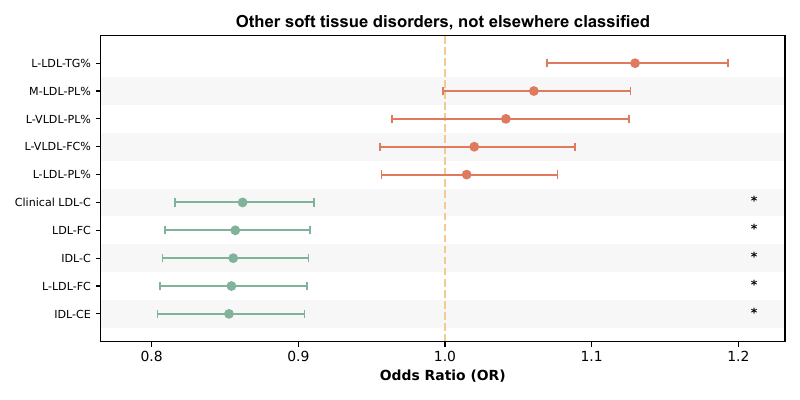 Other soft tissue disorders, not elsewhere classified
L-LDL-TG%
M-LDL-PL%
L-VLDL-PL%
L-VLDL-FC%
L-LDL-PL%
Clinical LDL-C *
LDL-FC *
IDL-C *
L-LDL-FC *
IDL-CE *
0.8 0.9 1.0 1.1 1.2
Odds Ratio (OR)